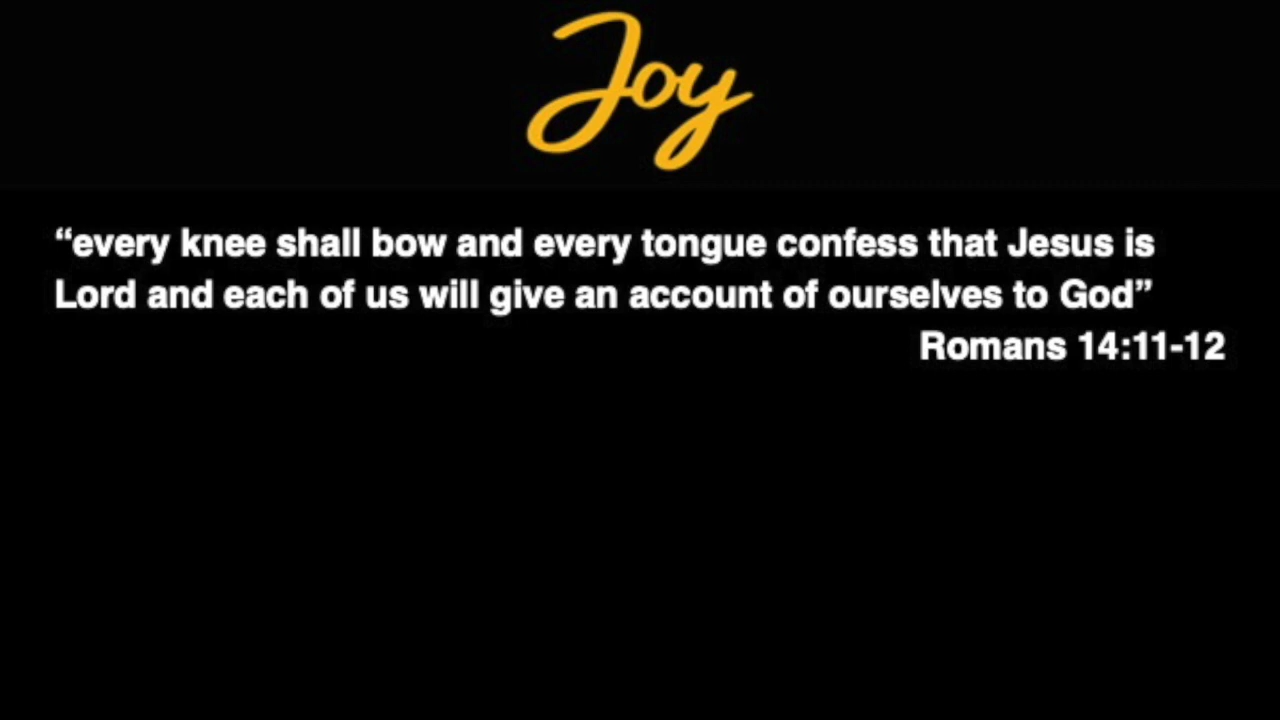 Joy
“every knee shall bow and every tongue confess that Jesus is
Lord and each of us will give an account of ourselves to God”
Romans 14:11-12